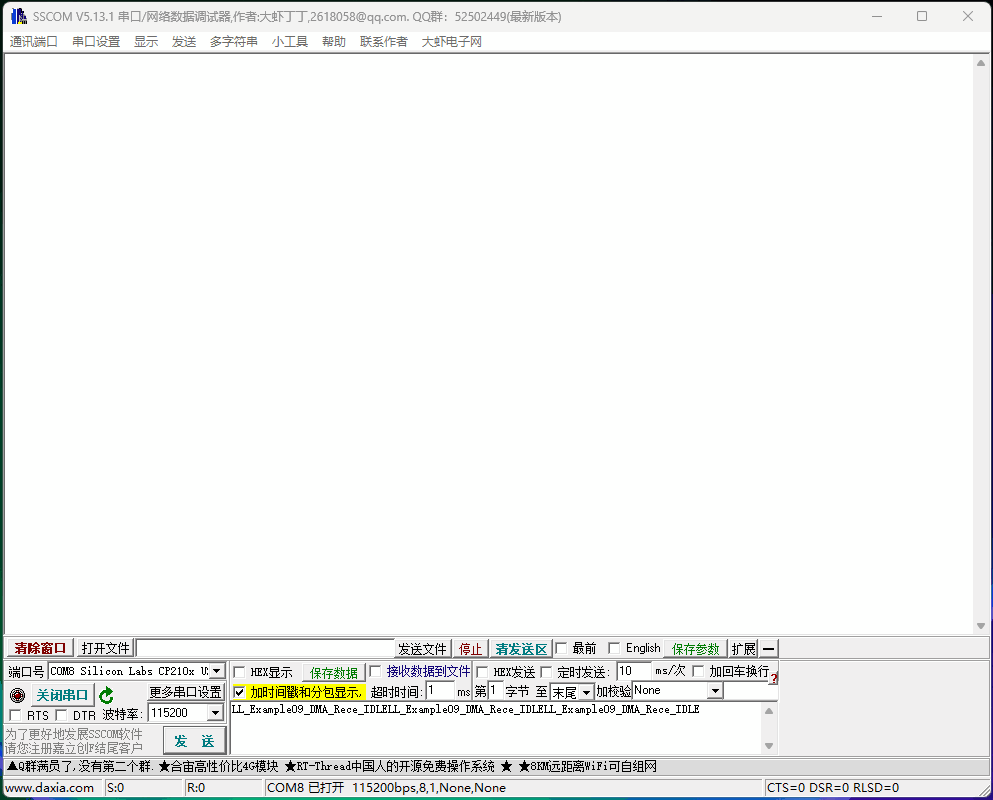 SSCOM V5.13.1 串口/网络数据调试器,作者:大虾丁丁,2618058@qq.com. QQ群: 52502449(最新版本)
通讯端口 串口设置 显示 发送 多字符串 小工具 帮助 联系作者 大虾电子网
清除窗口 打开文件 发送文件 停止 清发送区 最前 English 保存参数 扩展 —
端口号 COM8 Silicon Labs CP210x U HEX显示 保存数据 接收数据到文件 HEX发送 定时发送: 10 ms/次 加回车换行 ?
关闭串口 更多串口设置 加时间戳和分包显示, 超时时间: 1 ms 第 1 字节 至 末尾 加校验 None
RTS DTR 波特率: 115200 LL_Example09_DMA_Rece_IDLELL_Example09_DMA_Rece_IDLELL_Example09_DMA_Rece_IDLE
为了更好地发展SSCOM软件
请您注册嘉立创F结尾客户 发 送
▲Q群满员了,没有第二个群. ★合宙高性价比4G模块 ★RT-Thread中国人的开源免费操作系统 ★ ★8KM远距离WiFi可自组网
www.daxia.com S:0 R:0 COM8 已打开 115200bps,8,1,None,None CTS=0 DSR=0 RLSD=0